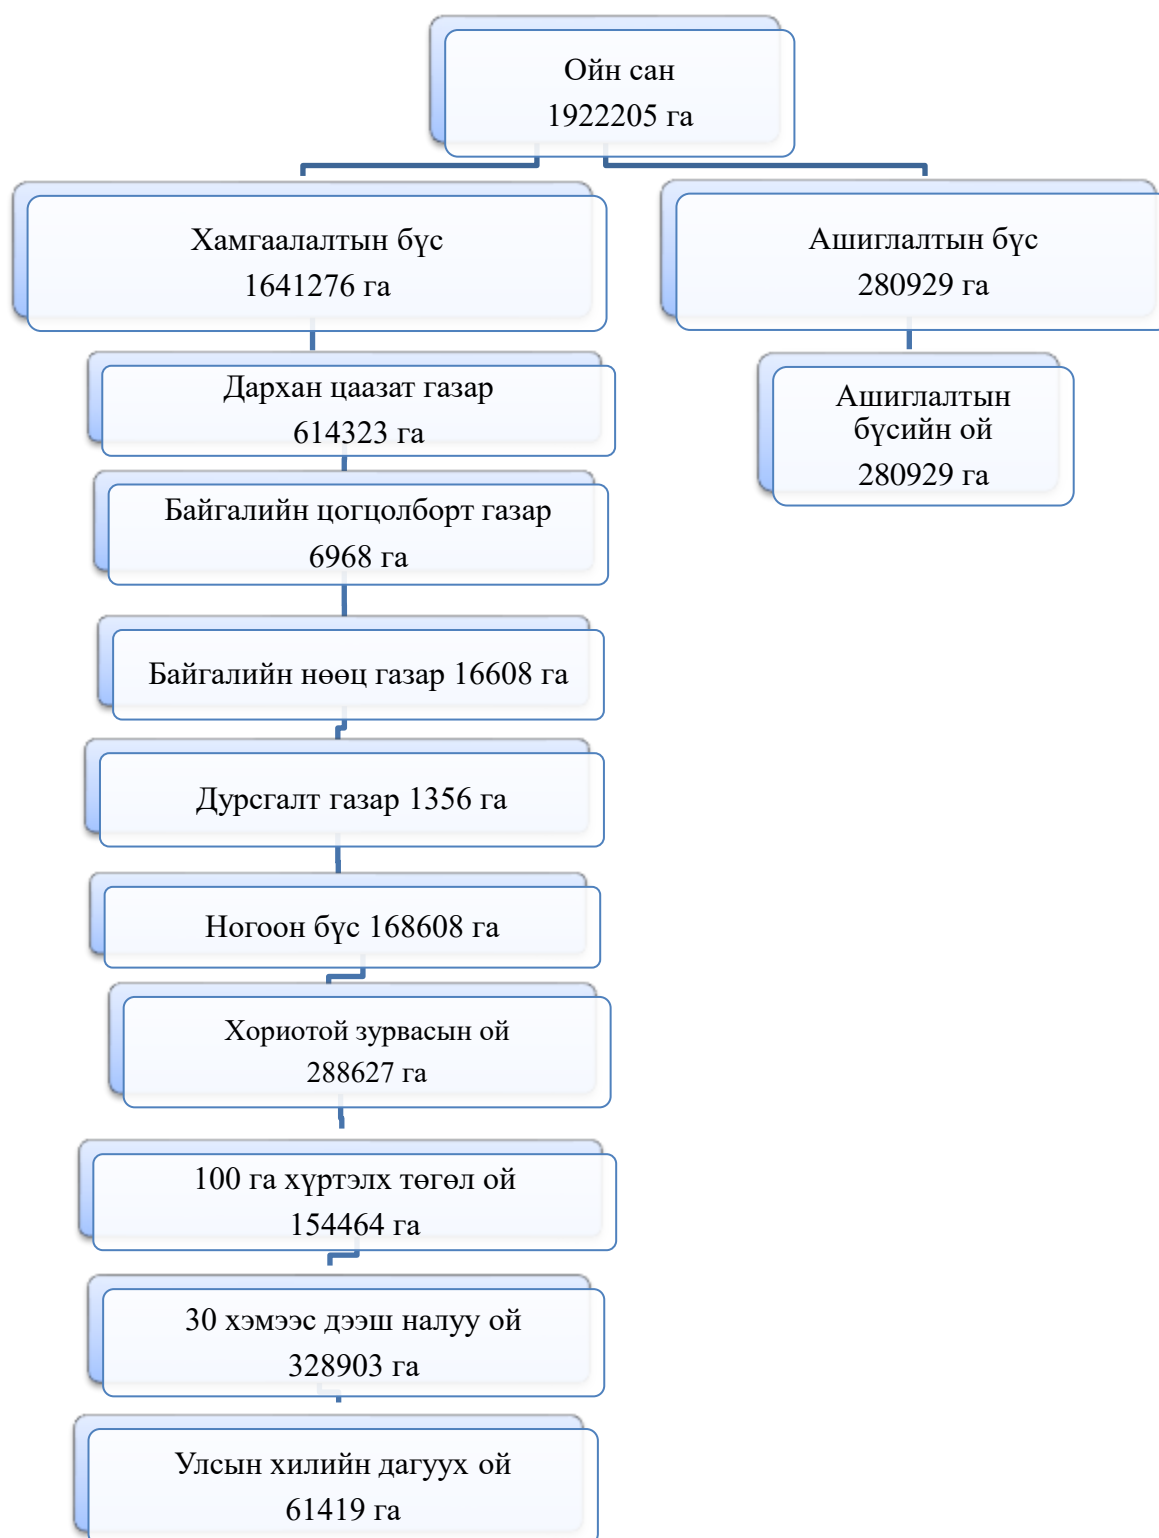 Ойн сан
1922205 га
Хамгаалалтын бүс
1641276 га
Ашиглалтын бүс
280929 га
Дархан цаазат газар
614323 га
Ашиглалтын
бүсийн ой
280929 га
Байгалийн цогцолборт газар
6968 га
Байгалийн нөөц газар 16608 га
Дурсгалт газар 1356 га
Ногоон бүс 168608 га
Хориотой зурвасын ой
288627 га
100 га хүртэлх төгөл ой
154464 га
30 хэмээс дээш налуу ой
328903 га
Улсын хилийн дагуух ой
61419 га